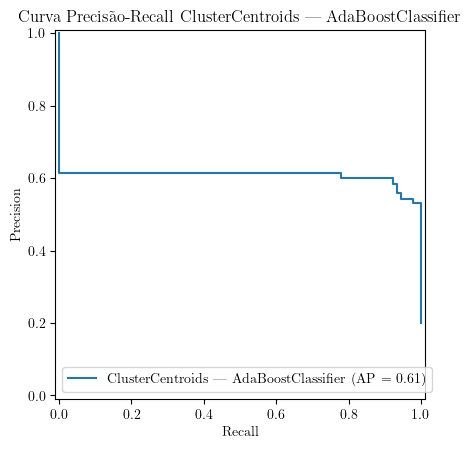 Curva Precisão-Recall ClusterCentroids — AdaBoostClassifier
1.0
0.8
0.6
0.4
0.2
0.0
Precision
ClusterCentroids — AdaBoostClassifier (AP = 0.61)
0.0 0.2 0.4 0.6 0.8 1.0
Recall